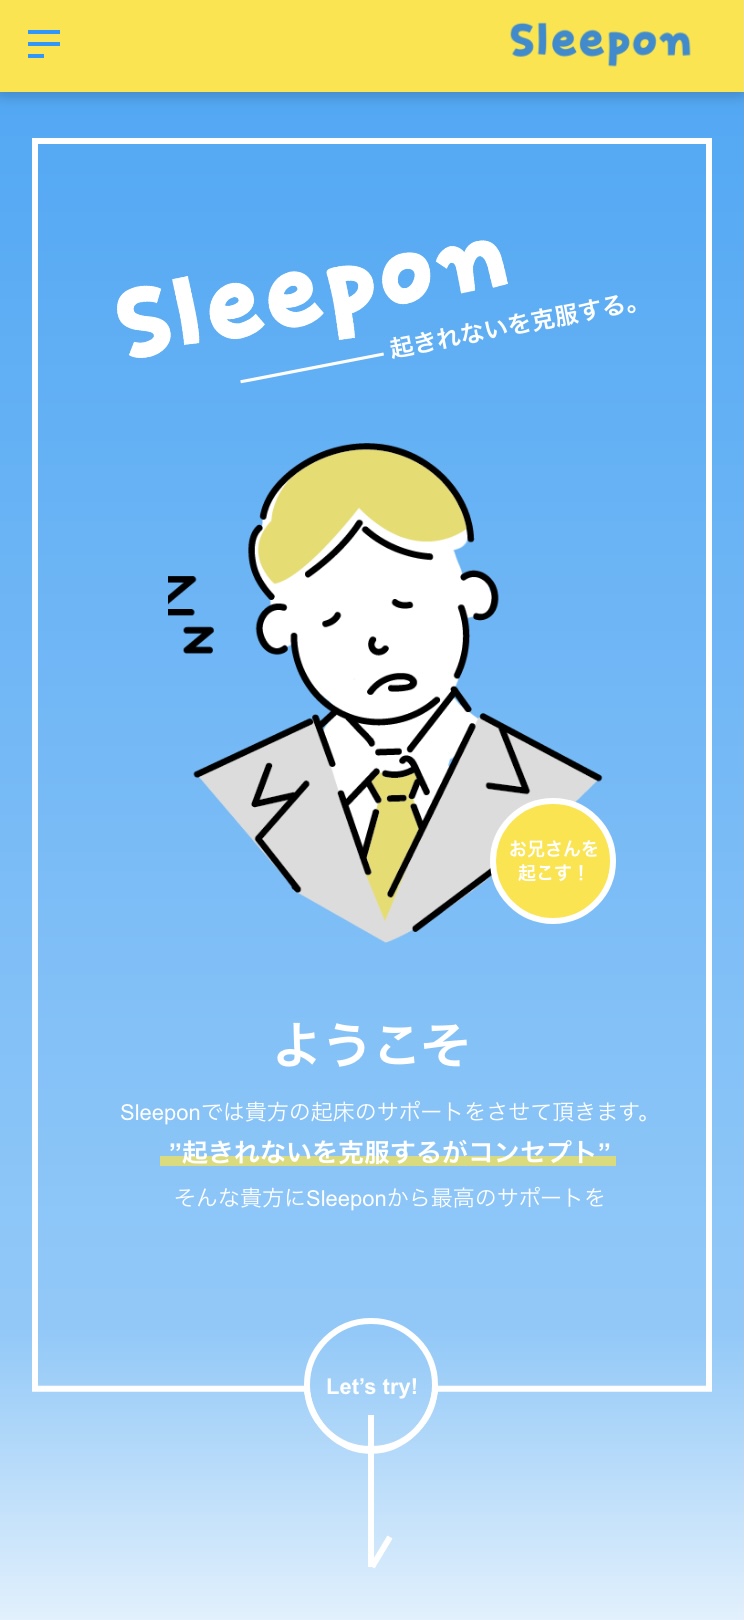 Sleepon
Sleepon
起きれないを克服する。
Z
Z
お兄さんを
起こす！
ようこそ
Sleeponでは貴方の起床のサポートをさせて頂きます。
”起きれないを克服するがコンセプト”
そんな貴方にSleeponから最高のサポートを
Let’s try!